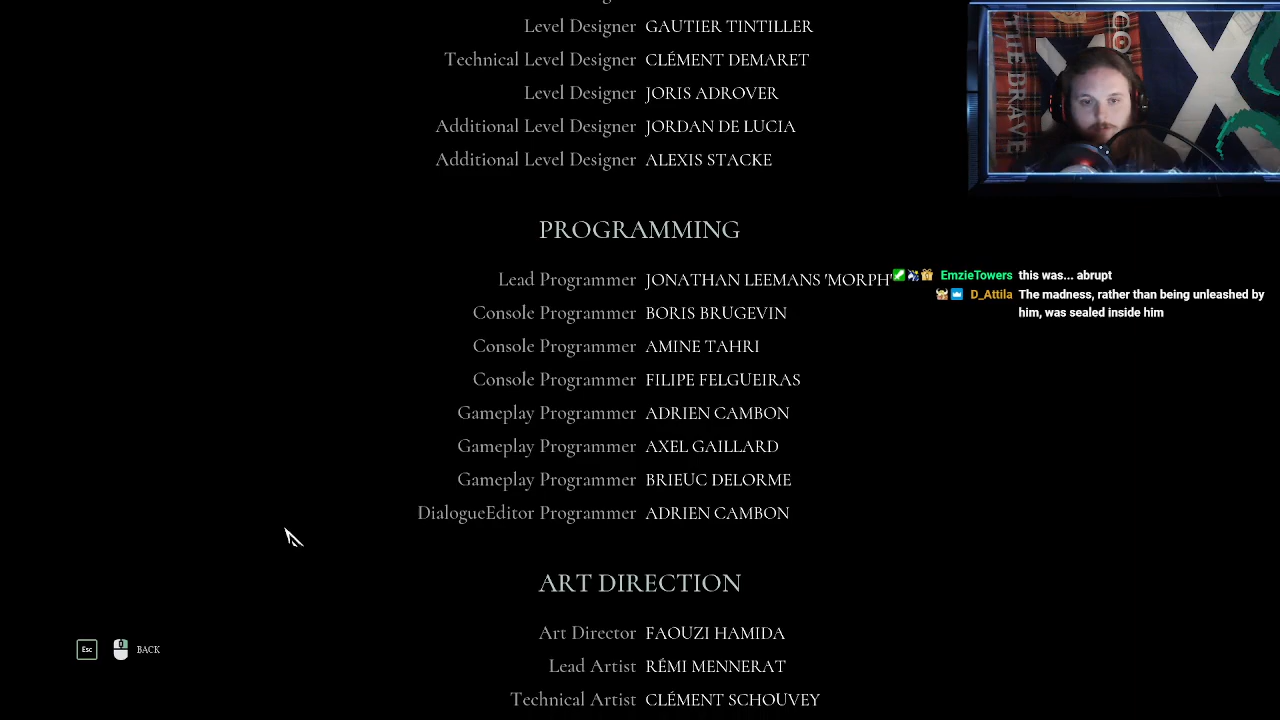 Level Designer GAUTIER TINTILLER
Technical Level Designer CLÉMENT DEMARET
Level Designer JORIS ADROVER
Additional Level Designer JORDAN DE LUCIA
Additional Level Designer ALEXIS STACKE
THE BRAVE
CO
PROGRAMMING
Lead Programmer JONATHAN LEEMANS 'MORPH'
Console Programmer BORIS BRUGEVIN
Console Programmer AMINE TAHRI
Console Programmer FILIPE FELGUEIRAS
Gameplay Programmer ADRIEN CAMBON
Gameplay Programmer AXEL GAILLARD
Gameplay Programmer BRIEUC DELORME
DialogueEditor Programmer ADRIEN CAMBON
EmzieTowers this was... abrupt
D_Attila The madness, rather than being unleashed by
him, was sealed inside him
ART DIRECTION
Art Director FAOUZI HAMIDA
Lead Artist RÉMI MENNERAT
Technical Artist CLÉMENT SCHOUVEY
Esc BACK